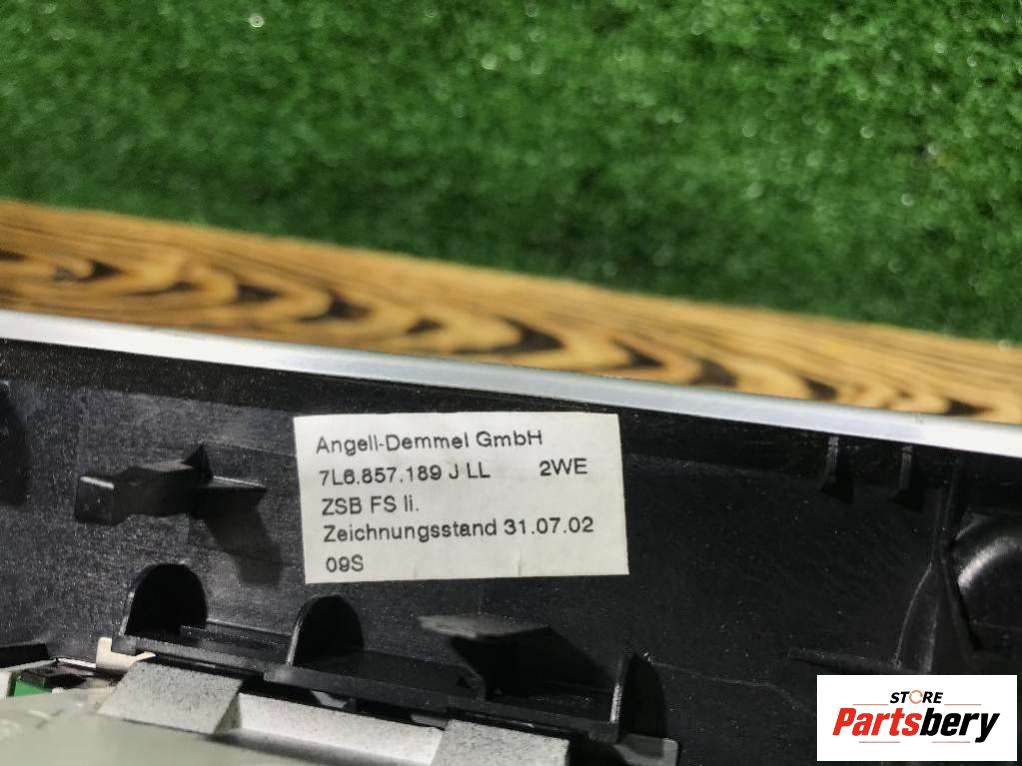 Angell-Demmel GmbH
7L6.857.189 J LL 2WE
ZSB FS li.
Zeichnungsstand 31.07.02
09S
STORE
Partsbery